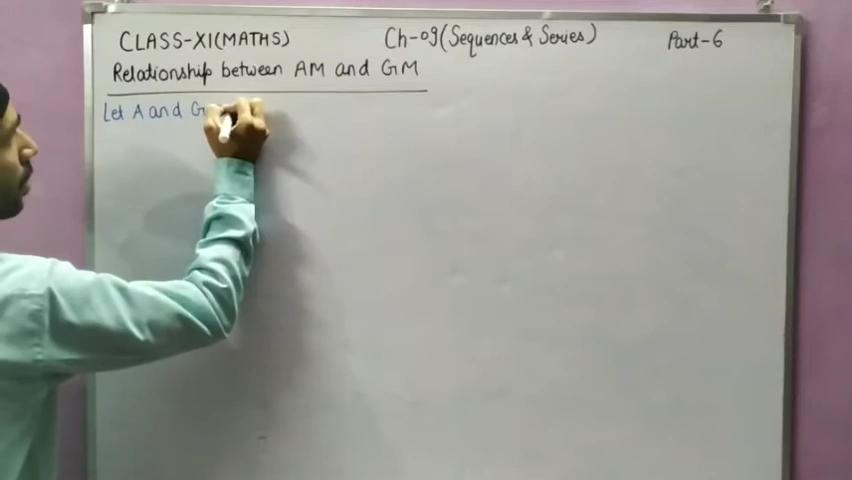 CLASS-XI(MATHS) Ch-09(Sequences & Series) Part-6
Relationship between AM and GM
Let A and G